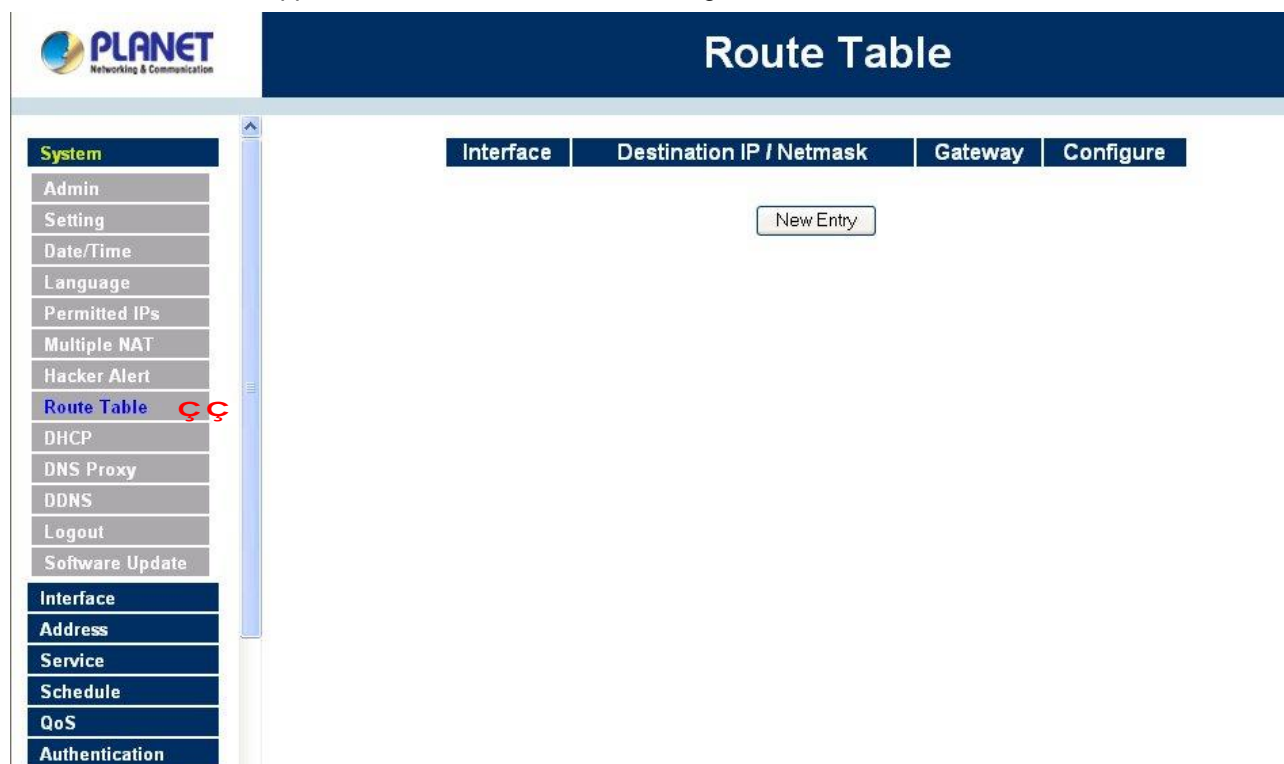 PLANET
Networking & Communication
Route Table
System
Admin
Setting
Date/Time
Language
Permitted IPs
Multiple NAT
Hacker Alert
Route Table ÇÇ
DHCP
DNS Proxy
DDNS
Logout
Software Update
Interface
Address
Service
Schedule
QoS
Authentication
Interface Destination IP / Netmask Gateway Configure
New Entry